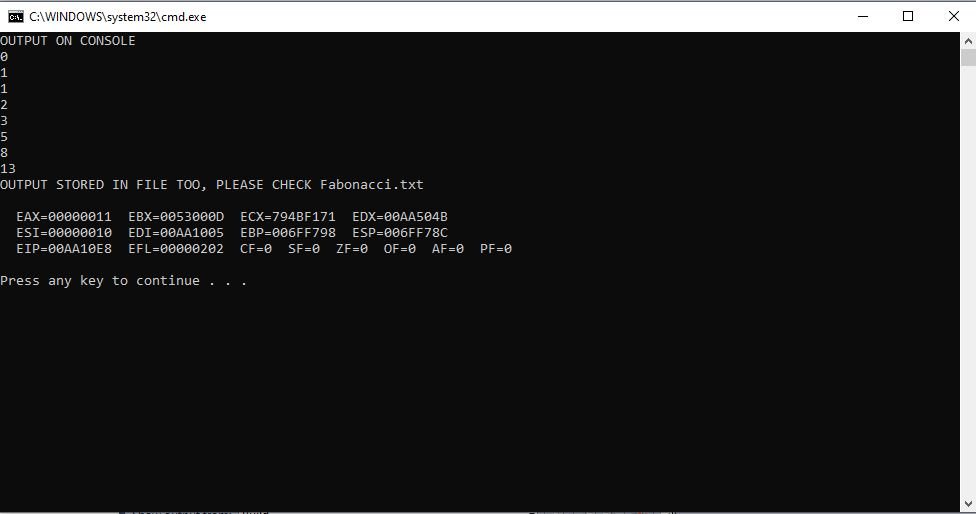 C:\WINDOWS\system32\cmd.exe
OUTPUT ON CONSOLE
0
1
1
2
3
5
8
13
OUTPUT STORED IN FILE TOO, PLEASE CHECK Fabonacci.txt
EAX=00000011  EBX=0053000D  ECX=794BF171  EDX=00AA504B
ESI=00000010  EDI=00AA1005  EBP=006FF798  ESP=006FF78C
EIP=00AA10E8  EFL=00000202  CF=0  SF=0  ZF=0  OF=0  AF=0  PF=0
Press any key to continue . . .